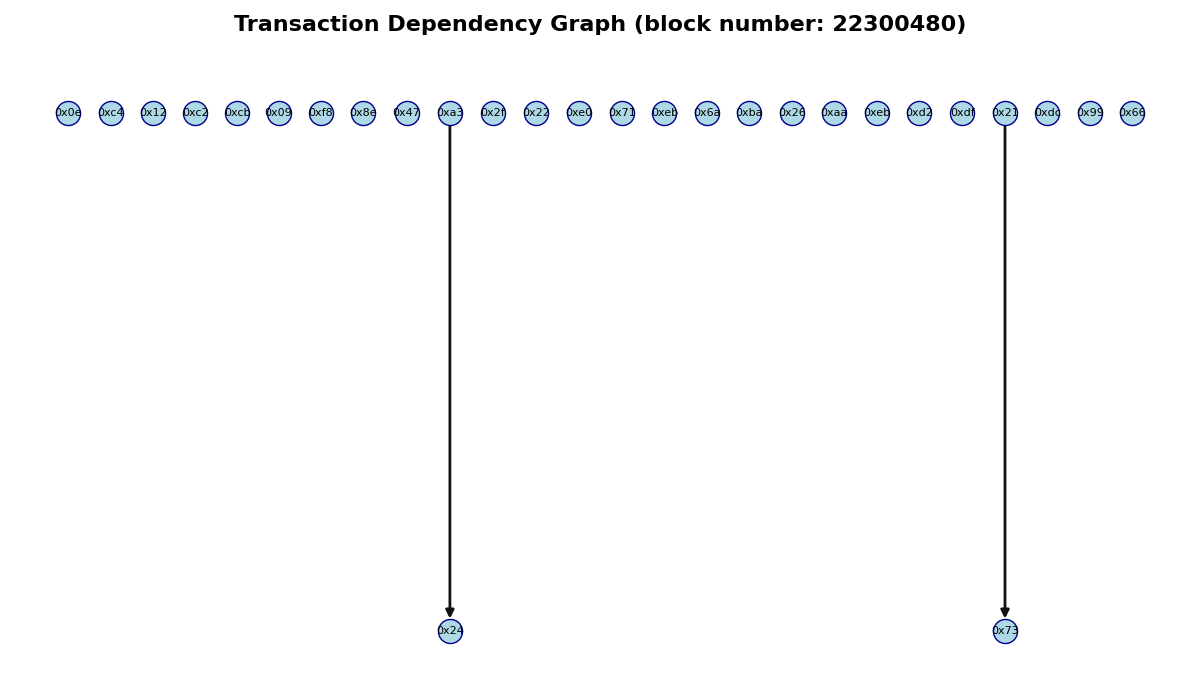 Transaction Dependency Graph (block number: 22300480)
0x0e 0xc4 0x12 0xc2 0xcb 0x09 0xf8 0x8e 0x47 0xa3 0x2f 0x22 0xe0 0x71 0xeb 0x6a 0xba 0x26 0xaa 0xeb 0xd2 0xdf 0x21 0xdc 0x99 0x66
0x24 0x73